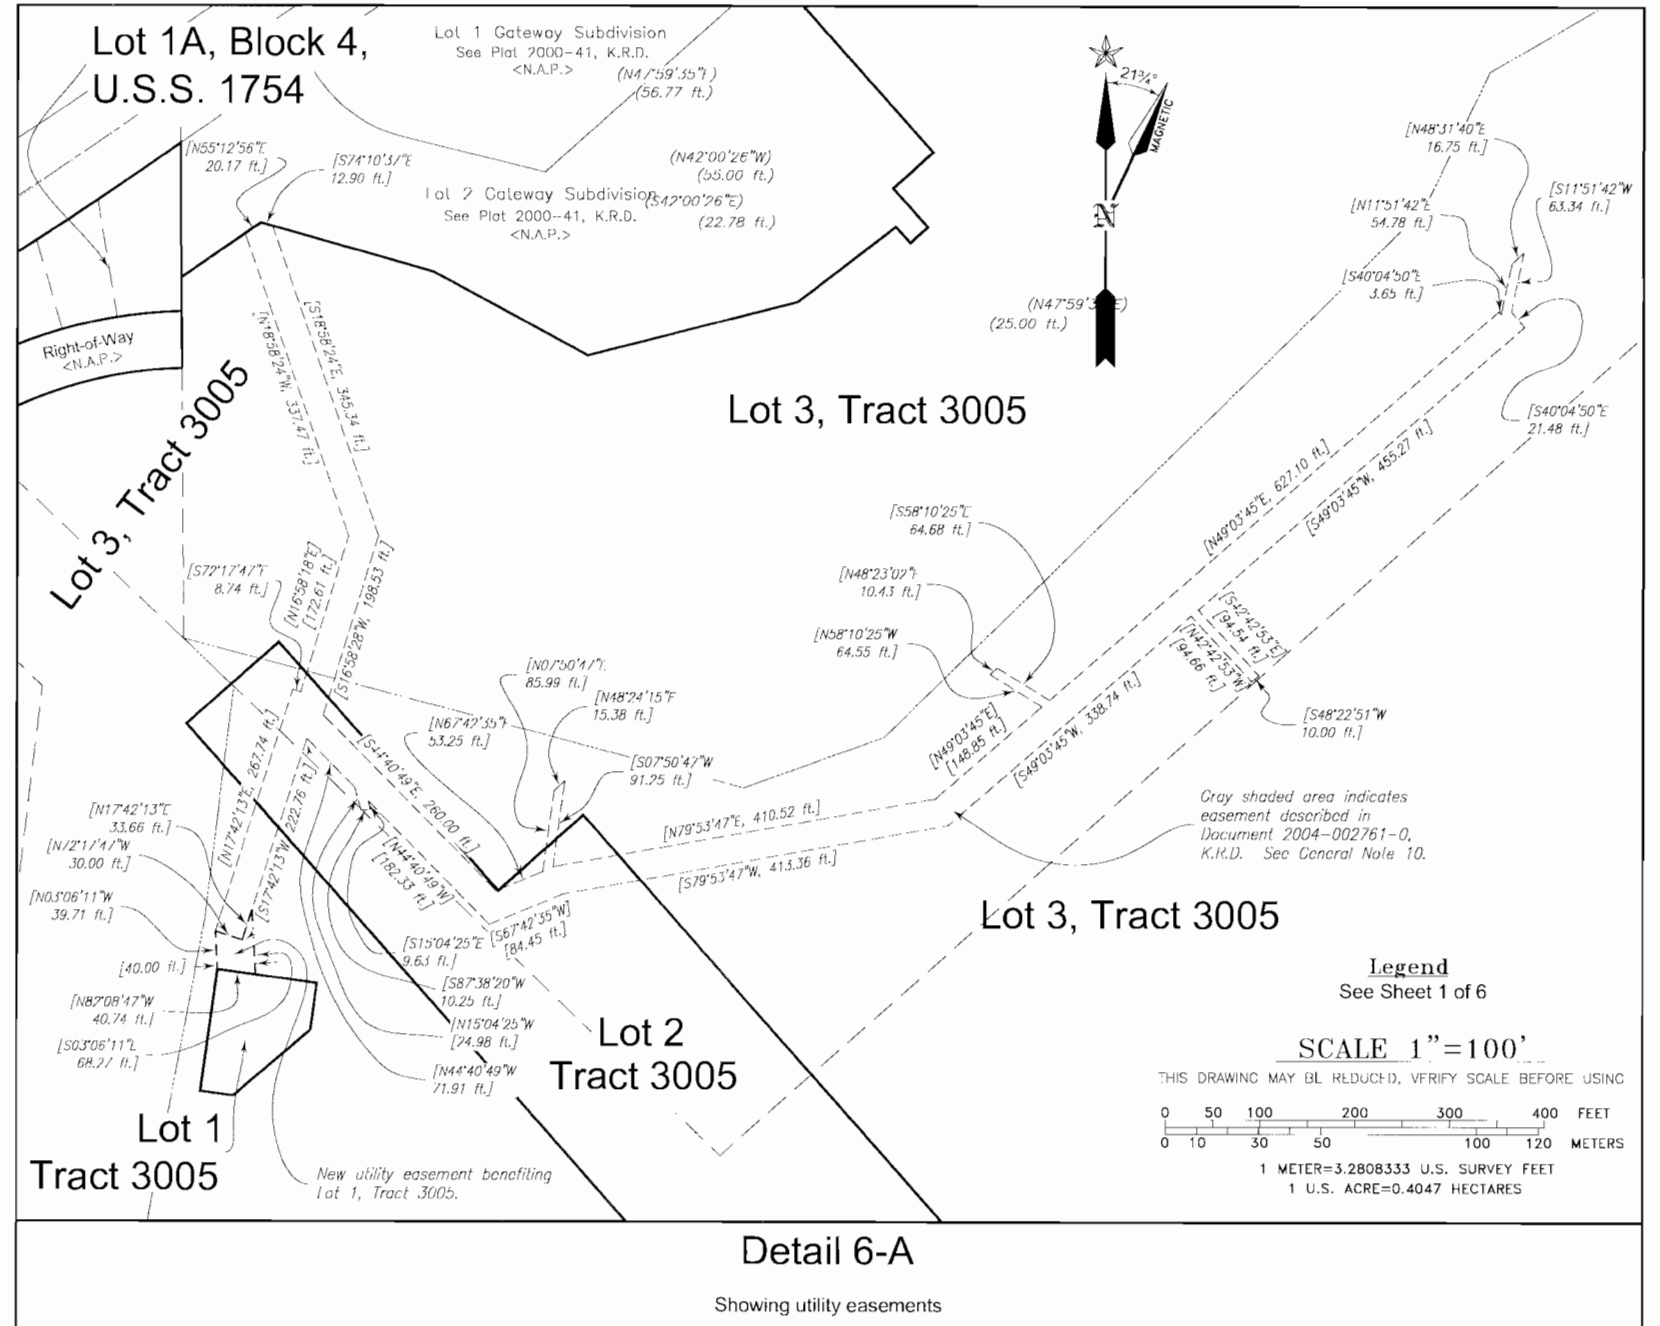 Lot 1A, Block 4,
U.S.S. 1754
Lot 1 Gateway Subdivision
See Plat 2000-41, K.R.D.
<N.A.P.>
(N47°59'35"E)
(56.77 ft.)
21¾°
MAGNETIC
N
[N55°12'56"E
20.17 ft.]
[S74°10'37"E
12.90 ft.]
(N42°00'26"W)
(55.00 ft.)
Lot 2 Gateway Subdivision
See Plat 2000-41, K.R.D.
<N.A.P.>
(S42°00'26"E)
(22.78 ft.)
[N48°31'40"E
16.75 ft.]
[S11°51'42"W
63.34 ft.]
[N11°51'42"E
54.78 ft.]
[S40°04'50"E
3.65 ft.]
(25.00 ft.)
Right-of-Way
<N.A.P.>
[N18°58'24"W, 337.47 ft.]
[S18°58'24"E, 345.34 ft.]
Lot 3, Tract 3005
Lot 3, Tract 3005
[S40°04'50"E
21.48 ft.]
[N49°03'45"E, 627.10 ft.]
[S49°03'45"W, 455.27 ft.]
[S58°10'25"E
64.68 ft.]
[S72°17'47"E
8.74 ft.]
[N16°58'18"E]
[172.61 ft.]
[S16°58'28"W, 198.53 ft.]
[N48°23'02"E
10.43 ft.]
[N58°10'25"W
64.55 ft.]
[S42°42'53"E]
[94.54 ft.]
[N42°42'53"W]
[94.66 ft.]
[S48°22'51"W
10.00 ft.]
[N07°50'47"E
85.99 ft.]
[N48°24'15"E
15.38 ft.]
[N67°42'35"E
53.25 ft.]
[S07°50'47"W
91.25 ft.]
[N49°03'45"E]
[148.85 ft.]
[S49°03'45"W, 338.74 ft.]
[S44°40'49"E, 260.00 ft.]
[N17°42'13"E, 267.74 ft.]
[S17°42'13"W, 222.76 ft.]
[N79°53'47"E, 410.52 ft.]
[S79°53'47"W, 413.36 ft.]
Gray shaded area indicates
easement described in
Document 2004-002761-0,
K.R.D. See General Note 10.
[N17°42'13"E
33.66 ft.]
[N72°17'47"W
30.00 ft.]
[N44°40'49"W]
[182.33 ft.]
[N03°06'11"W
39.71 ft.]
[S67°42'35"W]
[84.45 ft.]
Lot 3, Tract 3005
[40.00 ft.]
[S15°04'25"E
9.63 ft.]
[S87°38'20"W
10.25 ft.]
[N82°08'47"W
40.74 ft.]
[N15°04'25"W
[24.98 ft.]
[S03°06'11"E
68.27 ft.]
[N44°40'49"W
71.91 ft.]
Lot 2
Tract 3005
Legend
See Sheet 1 of 6
SCALE 1"=100'
THIS DRAWING MAY BE REDUCED, VERIFY SCALE BEFORE USING
0 50 100 200 300 400 FEET
0 10 30 50 100 120 METERS
1 METER=3.2808333 U.S. SURVEY FEET
1 U.S. ACRE=0.4047 HECTARES
Lot 1
Tract 3005
New utility easement benefiting
Lot 1, Tract 3005.
Detail 6-A
Showing utility easements